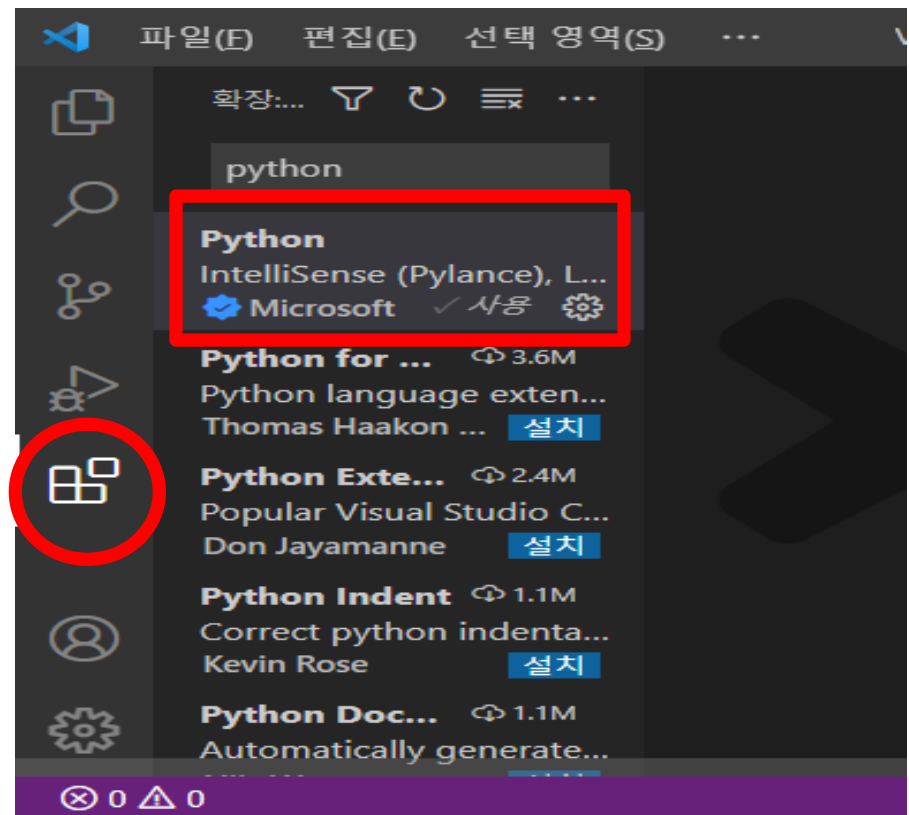 파일(F) 편집(E) 선택 영역(S) ...
확장:... ...
python
Python
IntelliSense (Pylance), L...
Microsoft ✓ 사용
Python for ... 3.6M
Python language exten...
Thomas Haakon ... 설치
Python Exte... 2.4M
Popular Visual Studio C...
Don Jayamanne 설치
Python Indent 1.1M
Correct python indenta...
Kevin Rose 설치
Python Doc... 1.1M
Automatically generate...
0 0